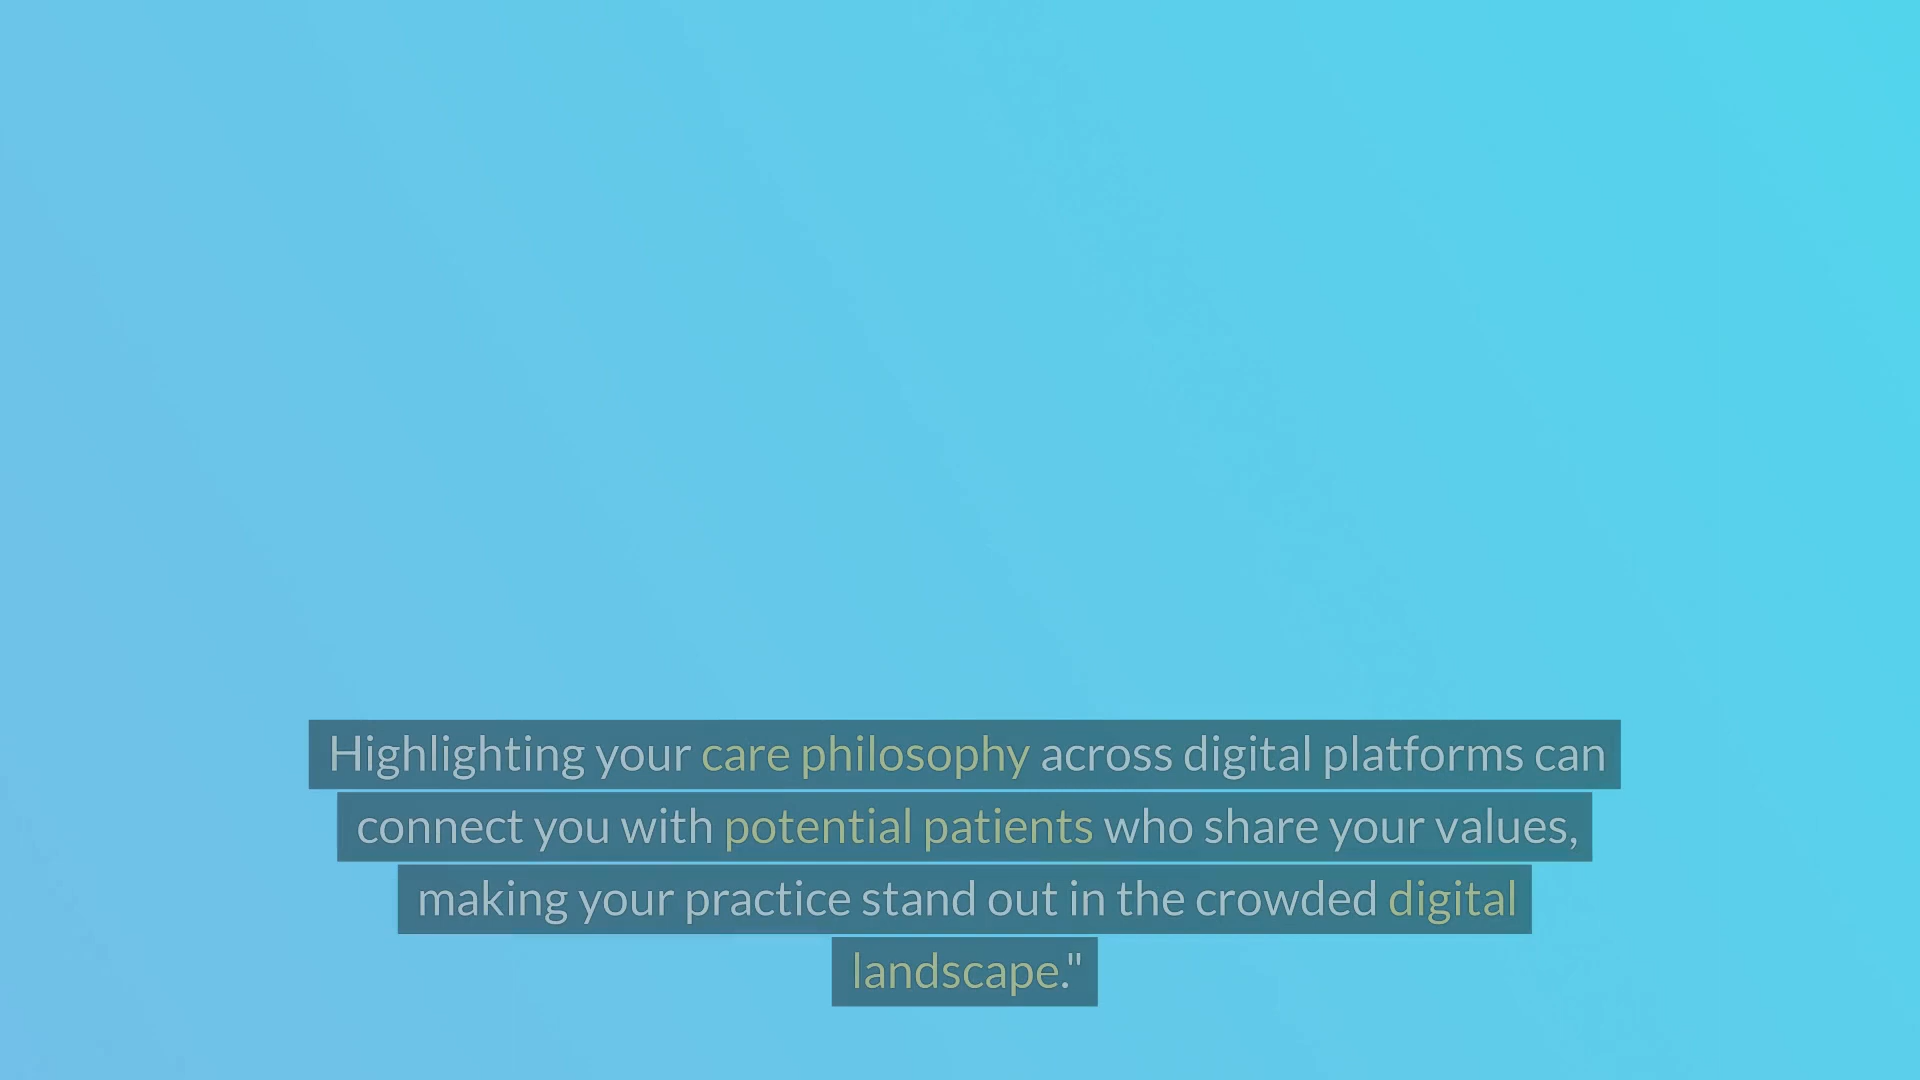 Highlighting your care philosophy across digital platforms can
connect you with potential patients who share your values,
making your practice stand out in the crowded digital
landscape."